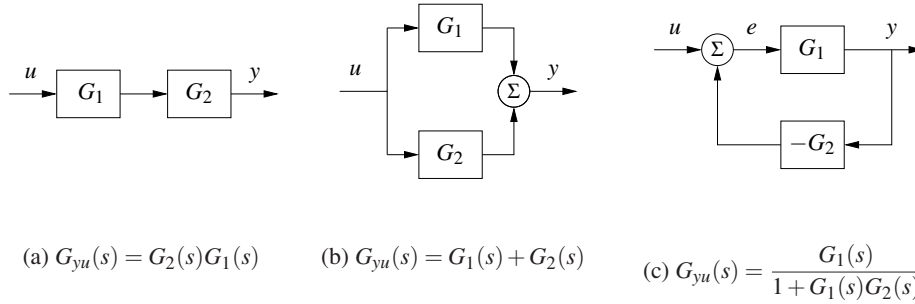 u
G₁
G₂
y
(a) Gyu(s) = G₂(s)G₁(s)
u
G₁
G₂
Σ
y
(b) Gyu(s) = G₁(s) + G₂(s)
u
Σ
e
G₁
y
−G₂
(c) Gyu(s) = G₁(s) / 1 + G₁(s)G₂(s)